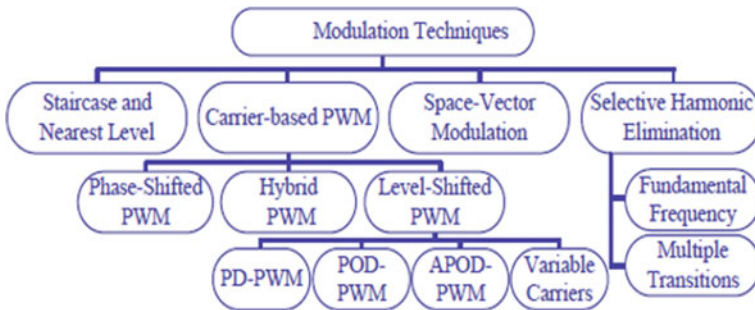 Modulation Techniques
Staircase and
Nearest Level
Carrier-based PWM
Space-Vector
Modulation
Selective Harmonic
Elimination
Phase-Shifted
PWM
Hybrid
PWM
Level-Shifted
PWM
Fundamental
Frequency
Multiple
Transitions
PD-PWM
POD-
PWM
APOD-
PWM
Variable
Carriers